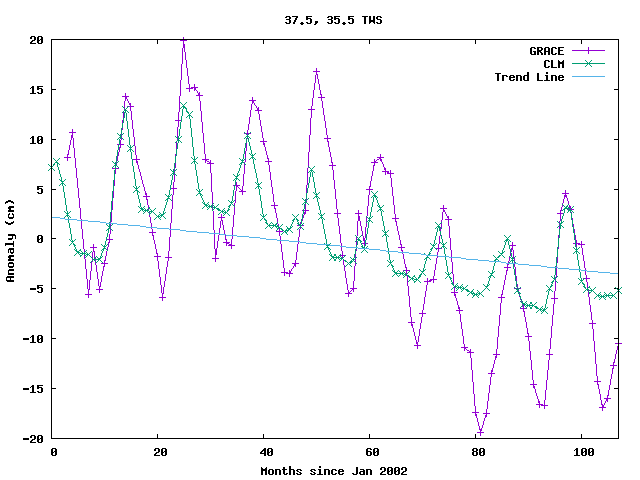 37.5, 35.5 TWS
GRACE
CLM
Trend Line
20
15
10
5
0
-5
-10
-15
-20
Anomaly (cm)
0 20 40 60 80 100
Months since Jan 2002